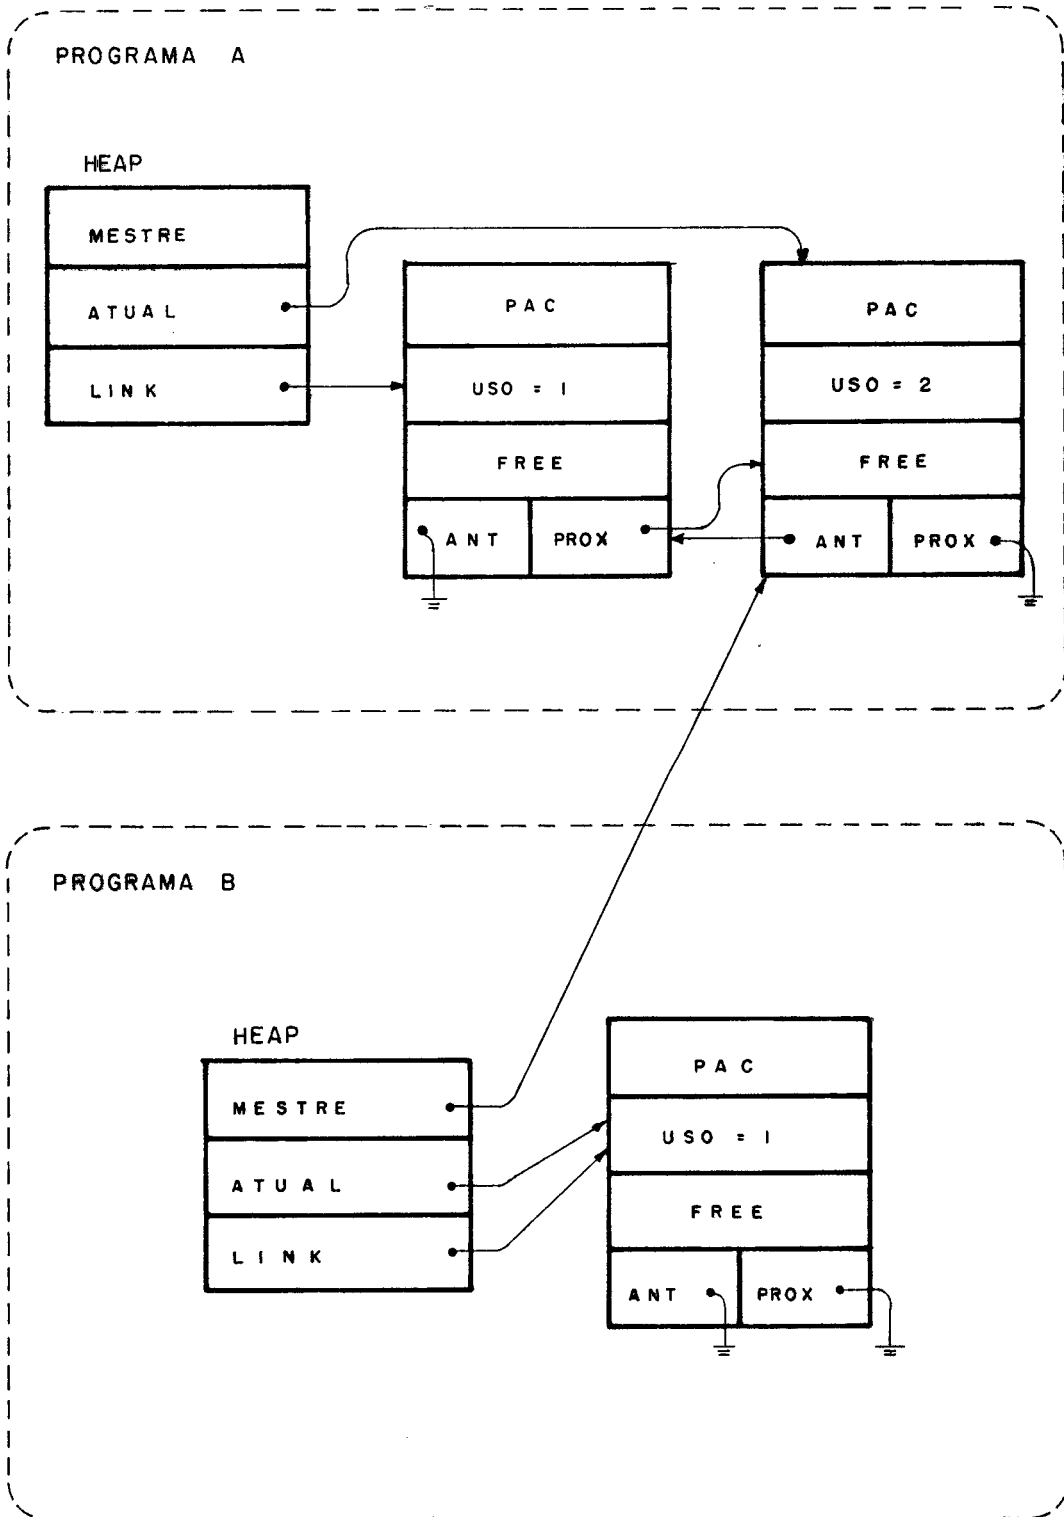 PROGRAMA A
HEAP
MESTRE
ATUAL
LINK
PAC
USO = 1
FREE
ANT PROX
PAC
USO = 2
FREE
ANT PROX
PROGRAMA B
HEAP
MESTRE
ATUAL
LINK
PAC
USO = 1
FREE
ANT PROX